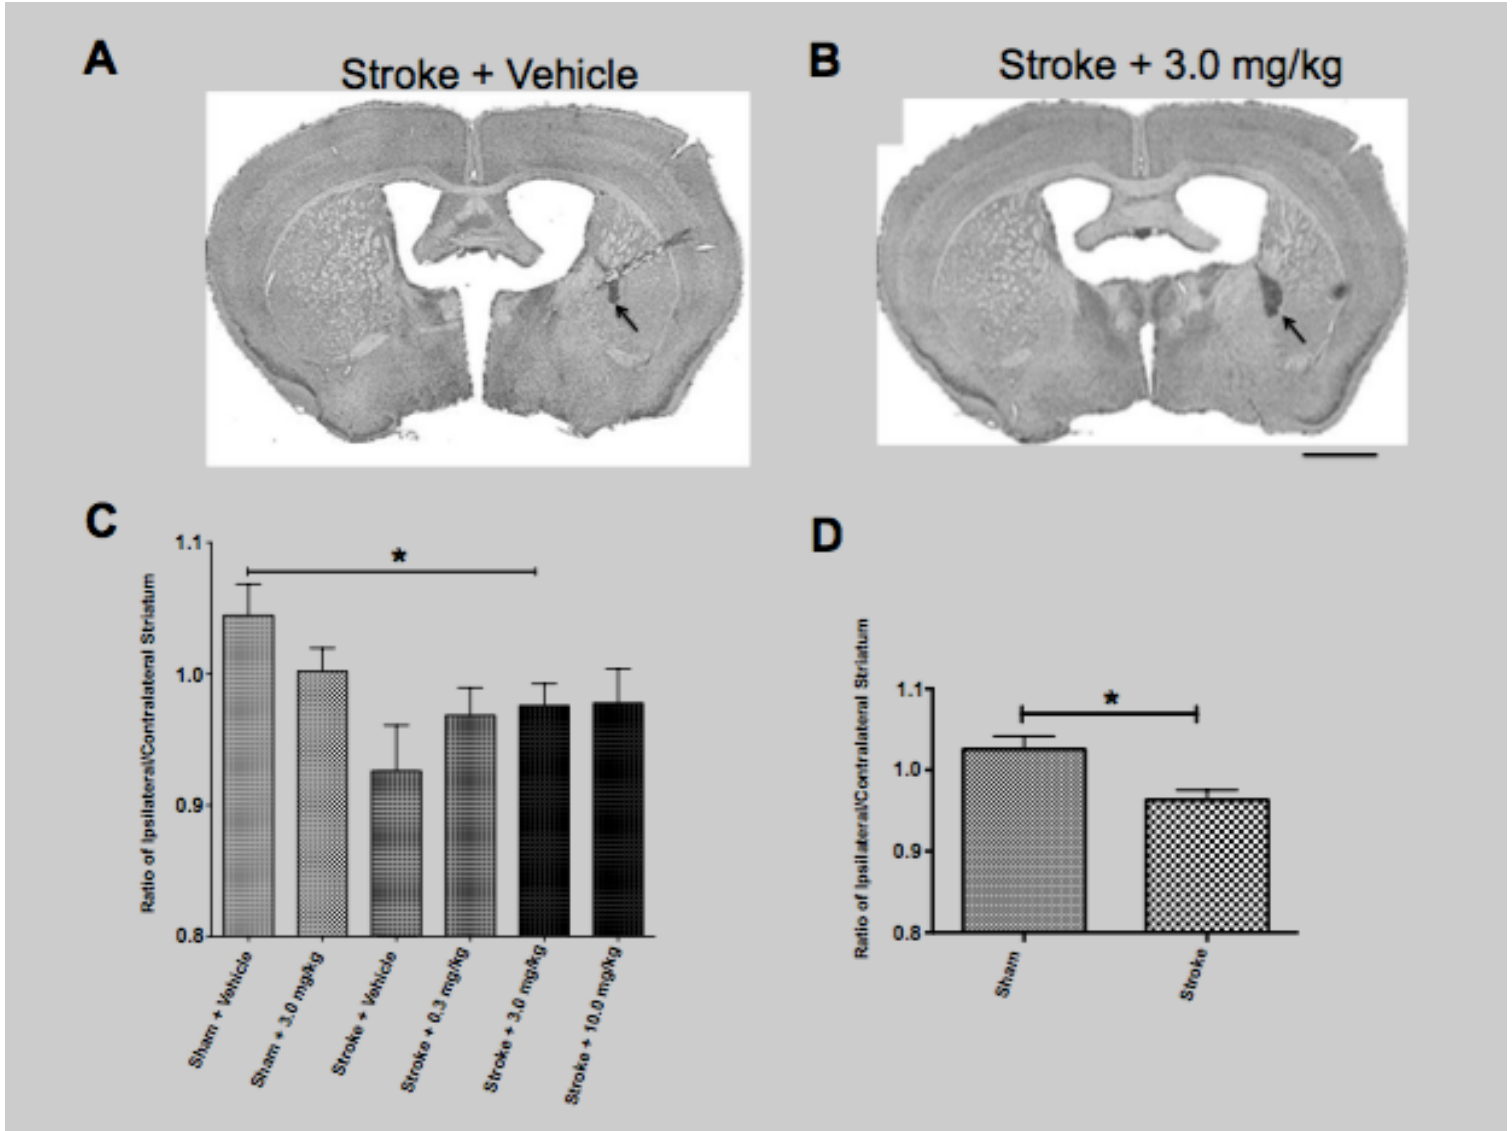 A
Stroke + Vehicle
B
Stroke + 3.0 mg/kg
C
Ratio of Ipsilateral/Contralateral Striatum
1.1
1.0
0.9
0.8
*
Sham + Vehicle
Sham + 3.0 mg/kg
Stroke + Vehicle
Stroke + 0.3 mg/kg
Stroke + 3.0 mg/kg
Stroke + 10.0 mg/kg
D
Ratio of Ipsilateral/Contralateral Striatum
1.1
1.0
0.9
0.8
*
Sham
Stroke